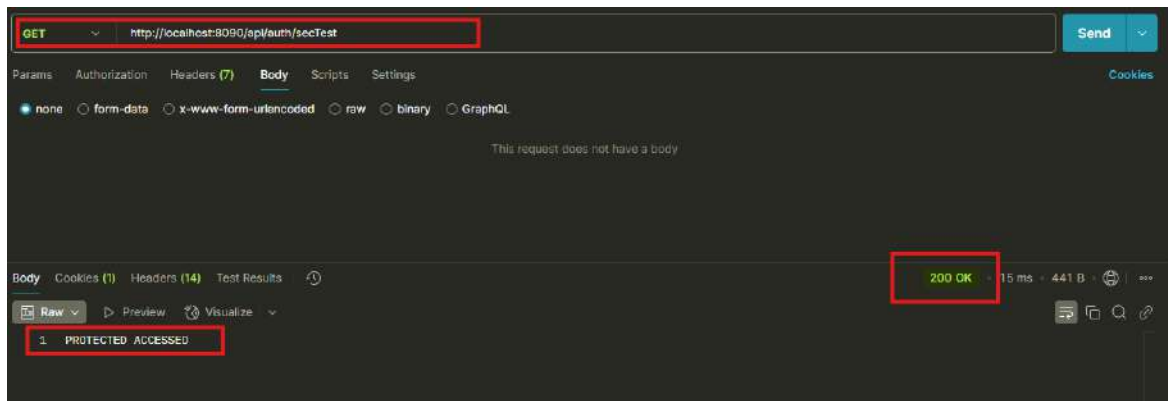 GET http://localhost:8090/api/auth/secTest Send
Params Authorization Headers (7) Body Scripts Settings Cookies
none form-data x-www-form-urlencoded raw binary GraphQL
This request does not have a body
Body Cookies (1) Headers (14) Test Results 200 OK 15 ms 441 B
Raw Preview Visualize
1 PROTECTED ACCESSED